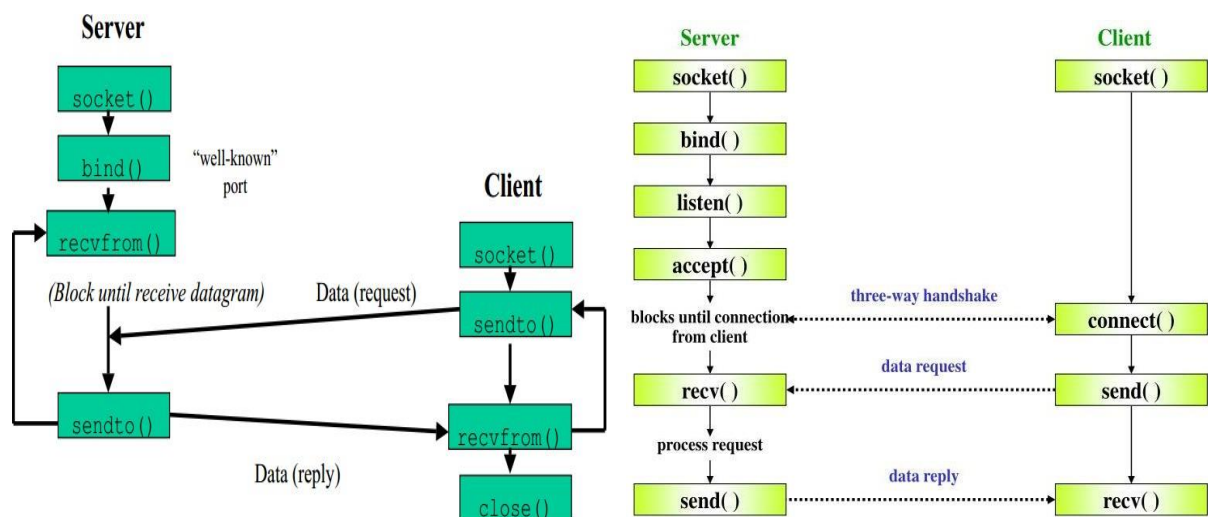 Server
socket()
bind()
“well-known”
port
recvfrom()
(Block until receive datagram)
sendto()
Data (request)
Data (reply)
Client
socket()
sendto()
recvfrom()
close()
Server
socket( )
bind( )
listen( )
accept( )
blocks until connection
from client
recv( )
process request
send( )
three-way handshake
data request
data reply
Client
socket( )
connect( )
send( )
recv( )